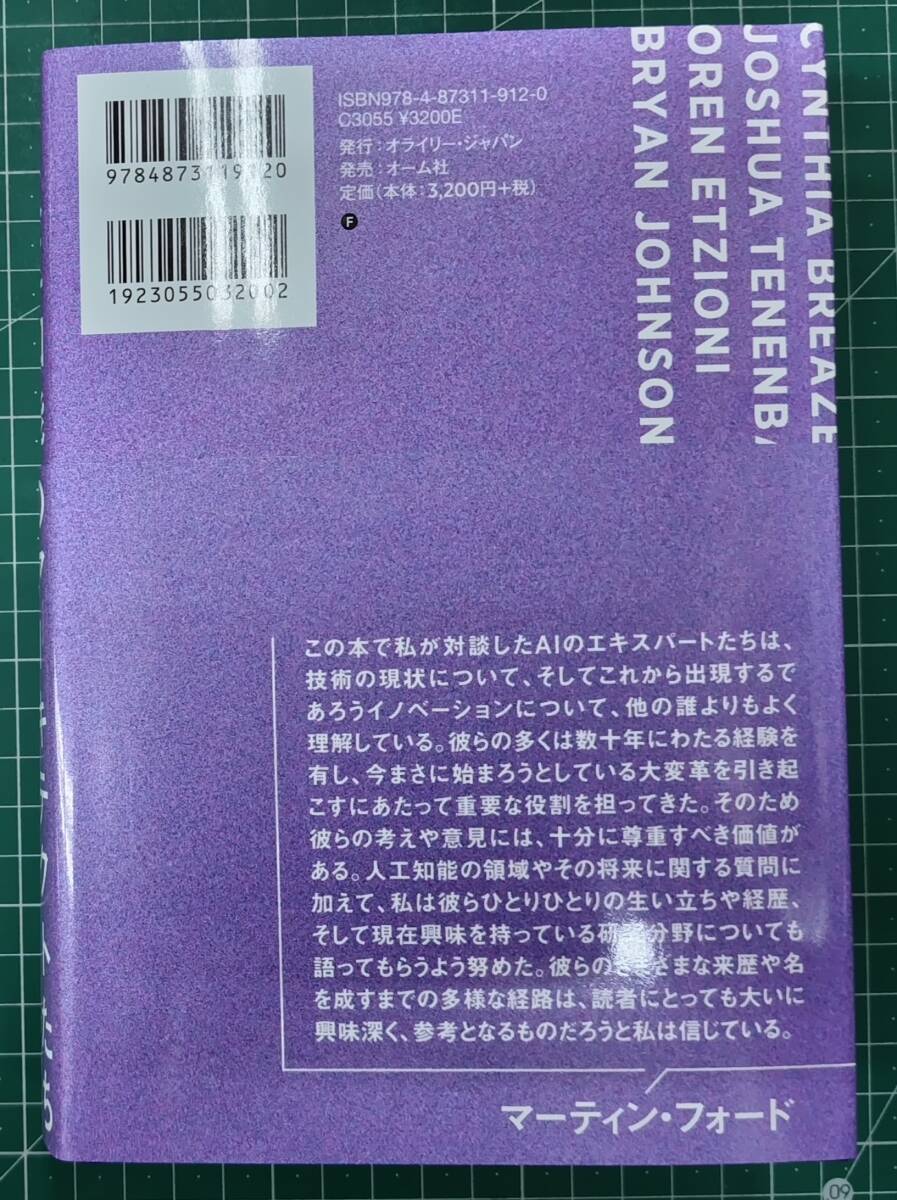 ISBN978-4-87311-912-0
C3055 ¥3200E
発行：オライリー・ジャパン
発売：オーム社
定価（本体：3,200円+税）
F
1923055032002
CYNTHIA BREAZE
JOSHUA TENENBA
OREN ETZIONI
BRYAN JOHNSON
この本で私が対談したAIのエキスパートたちは、
技術の現状について、そしてこれから出現するで
あろうイノベーションについて、他の誰よりもよく
理解している。彼らの多くは数十年にわたる経験を
有し、今まさに始まろうとしている大変革を引き起
こすにあたって重要な役割を担ってきた。そのため
彼らの考えや意見には、十分に尊重すべき価値が
ある。人工知能の領域やその将来に関する質問に
加えて、私は彼らひとりひとりの生い立ちや経歴、
そして現在興味を持っている研究分野についても
語ってもらうよう努めた。彼らのさまざまな来歴や名
を成すまでの多様な経路は、読者にとっても大いに
興味深く、参考となるものだろうと私は信じている。
マーティン・フォード
09